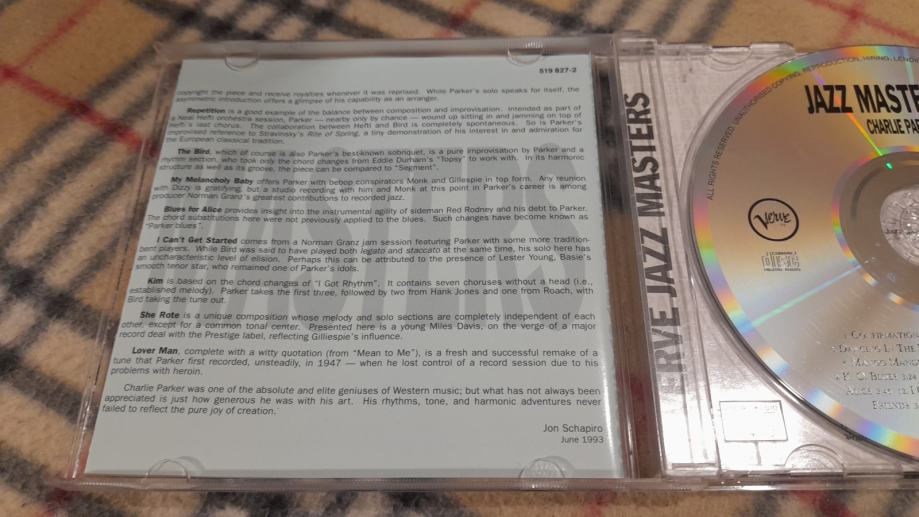 519 827-2
copyright the piece and receive royalties whenever it was reprised. While Parker's solo speaks for itself, the
asymmetric introduction offers a glimpse of his capability as an arranger.
Repetition is a good example of the balance between composition and improvisation. Intended as part of
a Neal Hefti orchestra session, Parker — nearly only by chance — wound up sitting in and jamming on top of
Hefti's last chorus. The collaboration between Hefti and Bird is completely spontaneous. So is Parker's
improvised reference to Stravinsky's Rite of Spring, a tiny demonstration of his interest in and admiration for
the European classical tradition.
The Bird, which of course is also Parker's best-known sobriquet, is a pure improvisation by Parker and a
rhythm section, who took only the chord changes from Eddie Durham's "Topsy" to work with. In its harmonic
structure as well as its groove, the piece can be compared to "Segment".
My Melancholy Baby offers Parker with bebop conspirators Monk and Gillespie in top form. Any reunion
with Dizzy is gratifying, but a studio recording with him and Monk at this point in Parker's career is among
producer Norman Granz's greatest contributions to recorded jazz.
Blues for Alice provides insight into the instrumental agility of sideman Red Rodney and his debt to Parker.
The chord substitutions here were not previously applied to the blues. Such changes have become known as
"Parker blues".
I Can't Get Started comes from a Norman Granz jam session featuring Parker with some more tradition-
bent players. While Bird was said to have played both legato and staccato at the same time, his solo here has
an uncharacteristic level of elision. Perhaps this can be attributed to the presence of Lester Young, Basie's
smooth tenor star, who remained one of Parker's idols.
Kim is based on the chord changes of "I Got Rhythm". It contains seven choruses without a head (i.e.,
established melody). Parker takes the first three, followed by two from Hank Jones and one from Roach, with
Bird taking the tune out.
She Rote is a unique composition whose melody and solo sections are completely independent of each
other, except for a common tonal center. Presented here is a young Miles Davis, on the verge of a major
record deal with the Prestige label, reflecting Gilliespie's influence.
Lover Man, complete with a witty quotation (from "Mean to Me"), is a fresh and successful remake of a
tune that Parker first recorded, unsteadily, in 1947 — when he lost control of a record session due to his
problems with heroin.
Charlie Parker was one of the absolute and elite geniuses of Western music; but what has not always been
appreciated is just how generous he was with his art. His rhythms, tone, and harmonic adventures never
failed to reflect the pure joy of creation.
Jon Schapiro
June 1993
ERVE JAZZ MASTERS
JAZZ MASTE
CHARLIE PAR
ALL RIGHTS RESERVED. UNAUTHORISED COPYING, REPRODUCTION, HIRING, LENDI
Verve
Confirmation
Dancing In The
Mango Mang
K. C. Blues